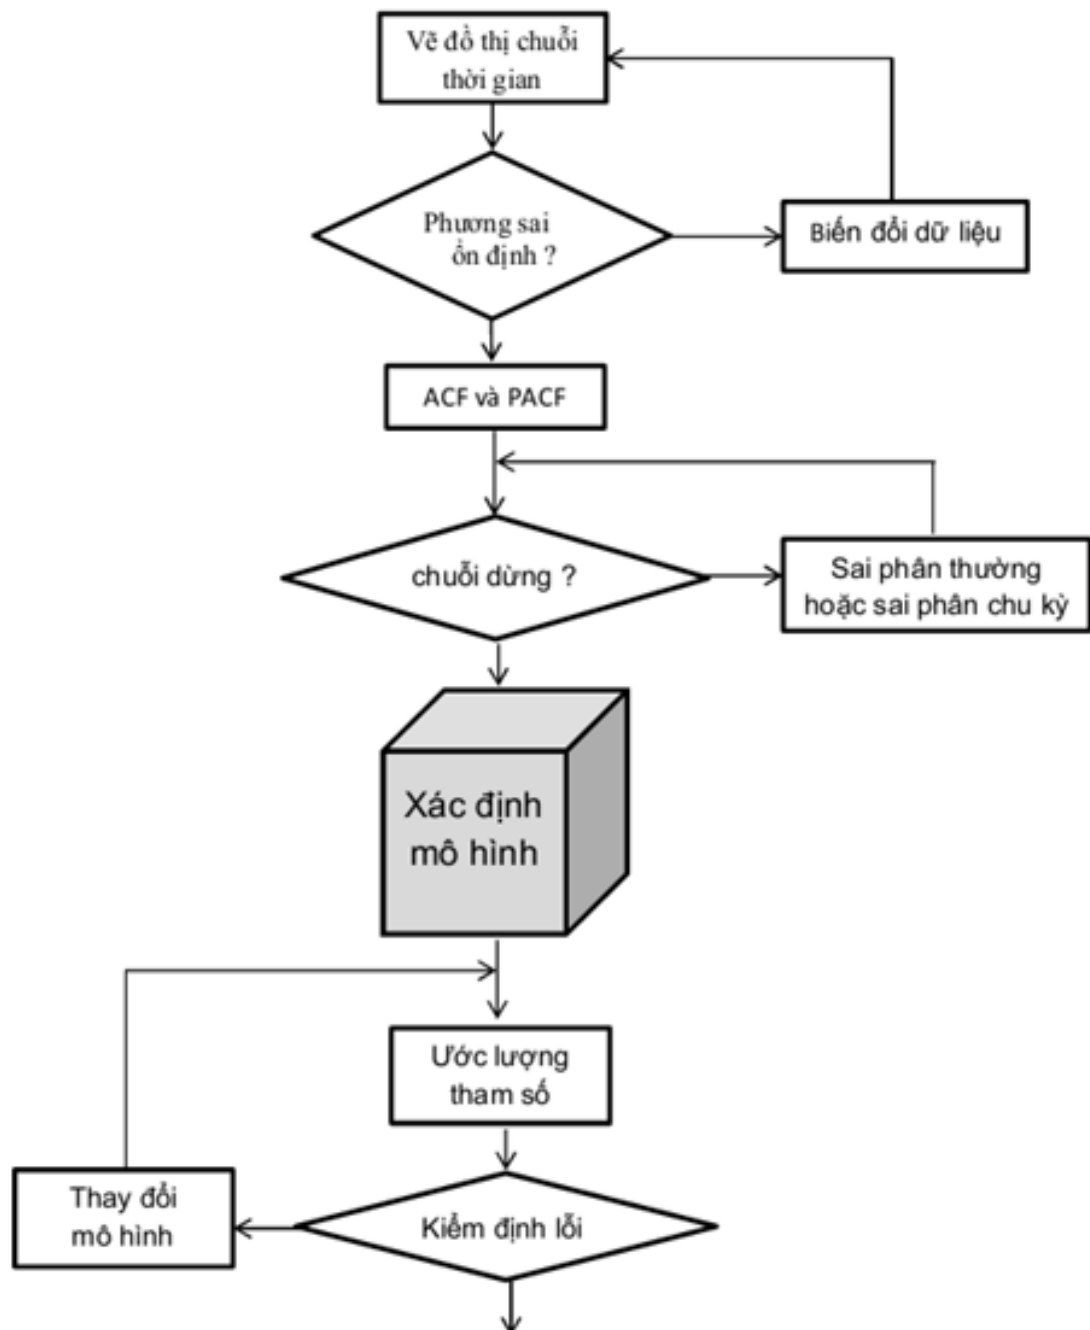 Vẽ đồ thị chuỗi
thời gian
Phương sai
ổn định ?
Biến đổi dữ liệu
ACF và PACF
chuỗi dừng ?
Sai phân thường
hoặc sai phân chu kỳ
Xác định
mô hình
Ước lượng
tham số
Thay đổi
mô hình
Kiểm định lỗi